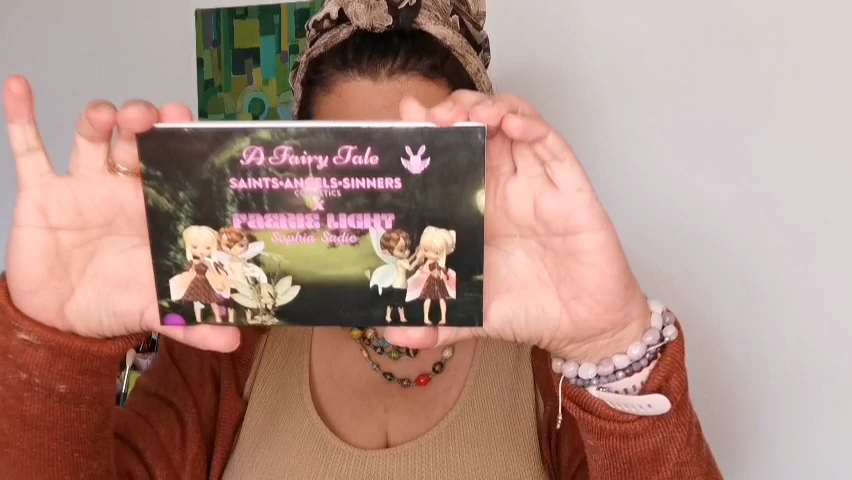 A Fairy Tale
SAINTS•ANGELS•SINNERS
COSMETICS
X
FAERIE LIGHT
Sophia Sadie